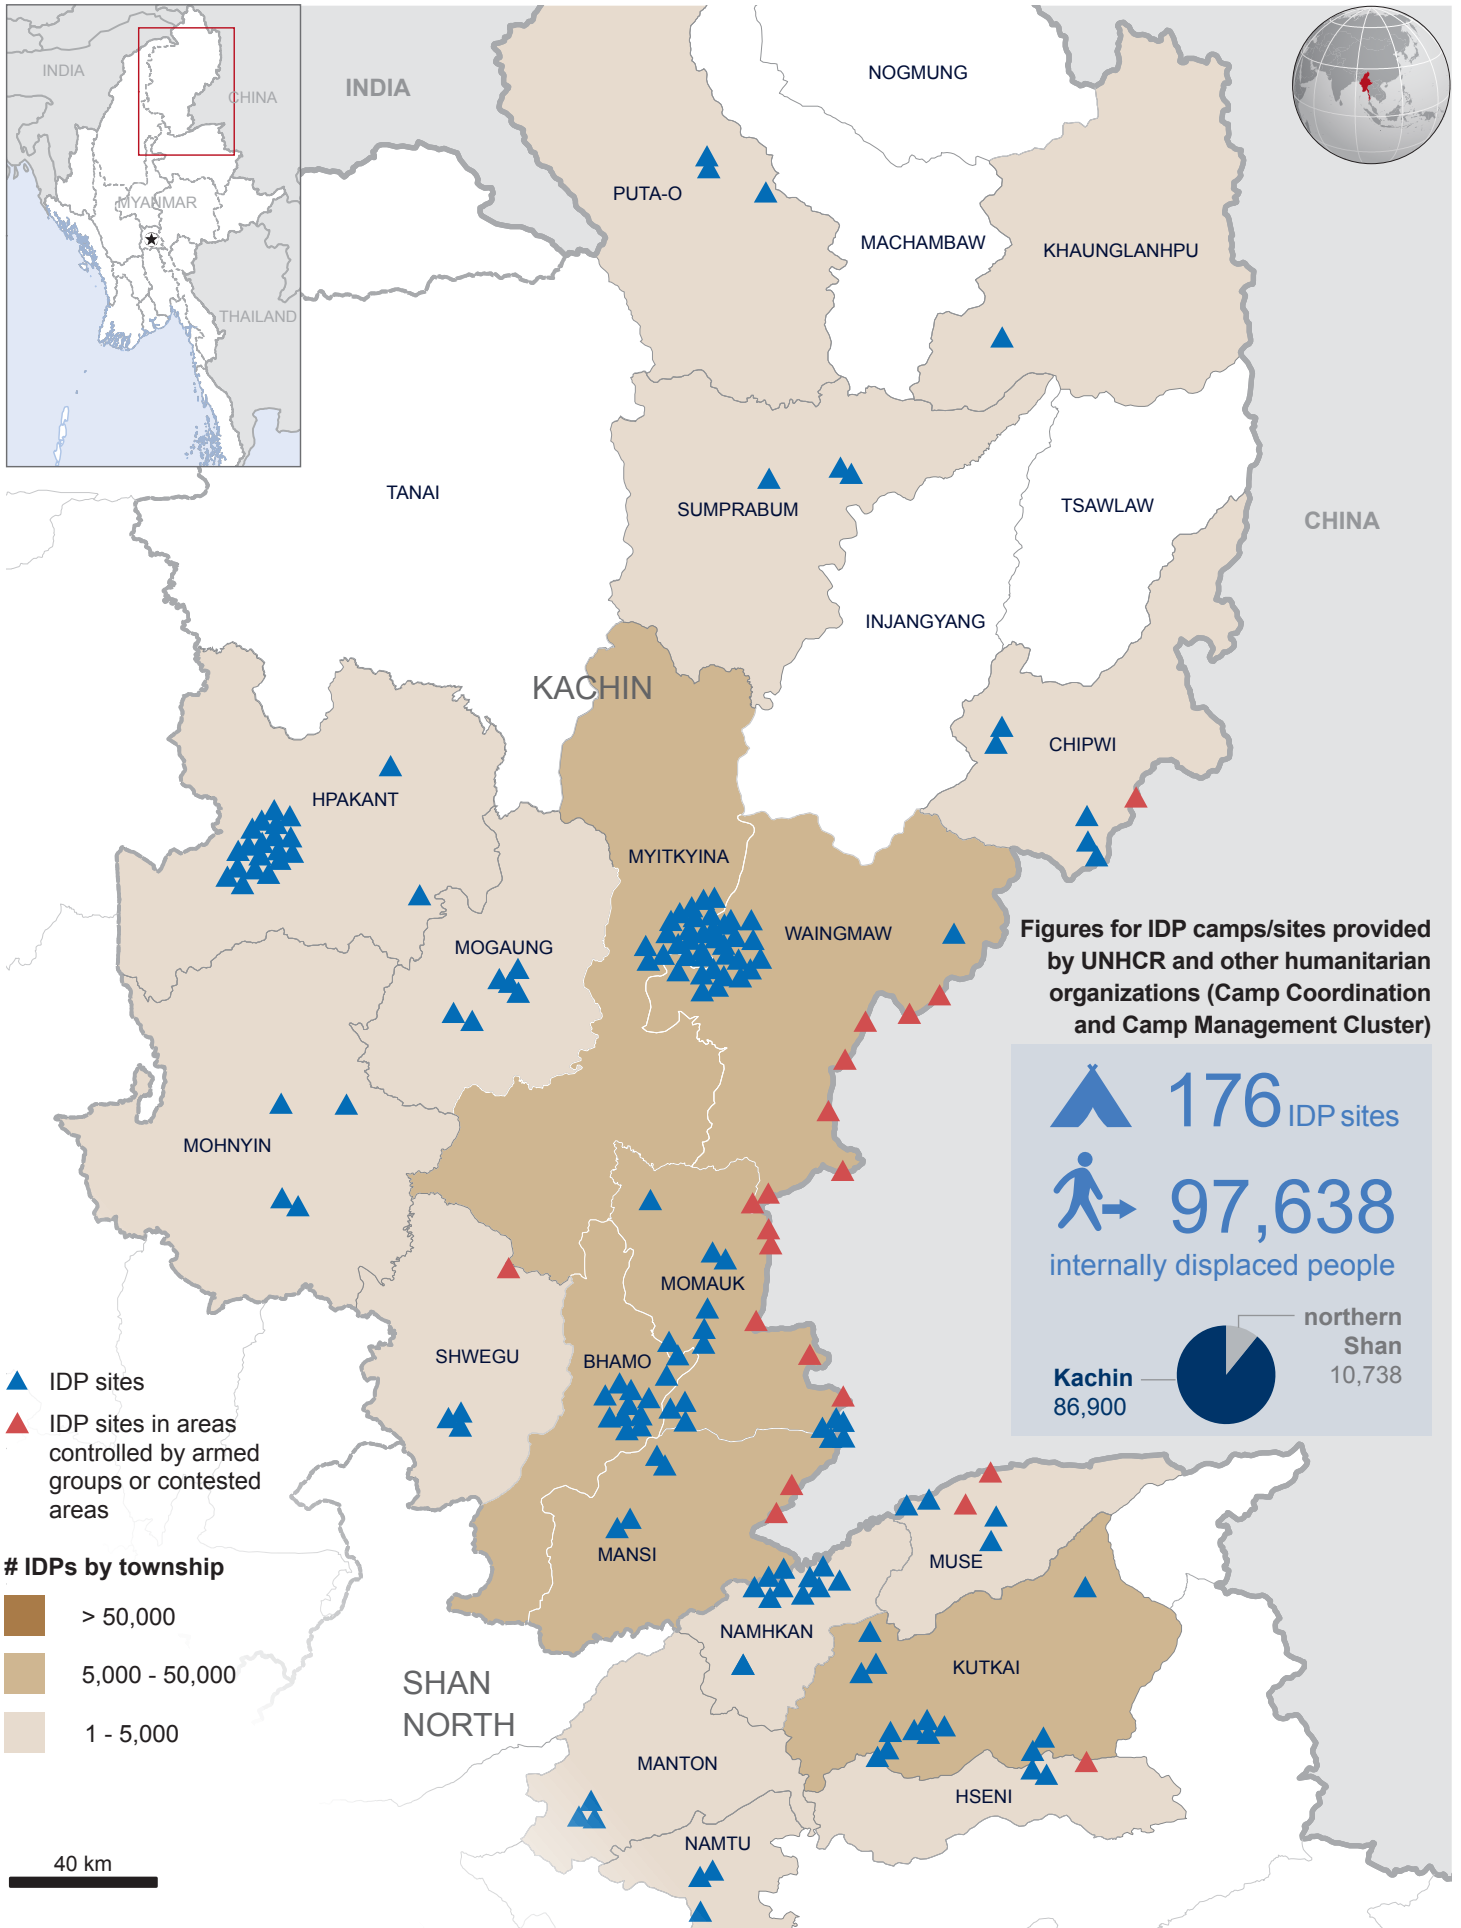 INDIA
CHINA
MYANMAR
THAILAND
INDIA
NOGMUNG
PUTA-O
MACHAMBAW
KHAUNGLANHPU
TANAI
SUMPRABUM
TSAWLAW
CHINA
INJANGYANG
KACHIN
CHIPWI
HPAKANT
MYITKYINA
WAINGMAW
MOGAUNG
Figures for IDP camps/sites provided
by UNHCR and other humanitarian
organizations (Camp Coordination
and Camp Management Cluster)
176 IDP sites
97,638
internally displaced people
northern
Shan
10,738
Kachin
86,900
MOHNYIN
MOMAUK
SHWEGU
BHAMO
IDP sites
IDP sites in areas
controlled by armed
groups or contested
areas
# IDPs by township
> 50,000
5,000 - 50,000
1 - 5,000
MANSI
MUSE
NAMHKAN
KUTKAI
SHAN
NORTH
MANTON
HSENI
NAMTU
40 km